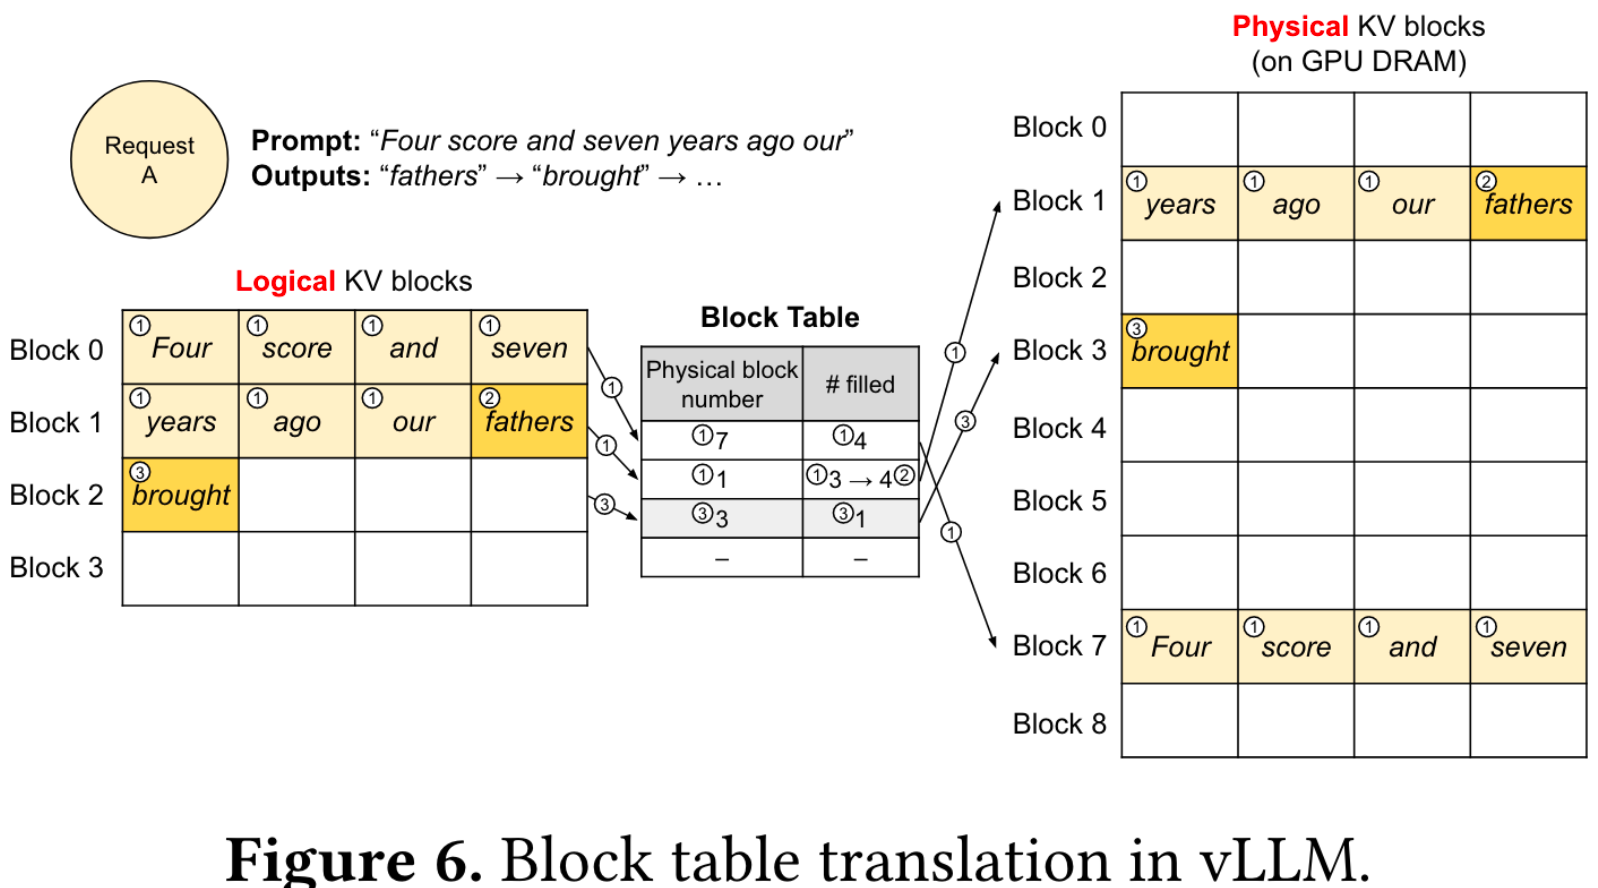 Physical KV blocks
(on GPU DRAM)
Request
A
Prompt: “Four score and seven years ago our”
Outputs: “fathers” → “brought” → …
Logical KV blocks
Block 0
① Four ① score ① and ① seven
Block 1
① years ① ago ① our ② fathers
Block 2
③ brought
Block 3
① ① ③
Block Table
Physical block
number
# filled
①7 ①4
①1 ①3 → 4②
③3 ③1
– –
① ③ ①
Block 0
Block 1
① years ① ago ① our ② fathers
Block 2
Block 3
③ brought
Block 4
Block 5
Block 6
Block 7
① Four ① score ① and ① seven
Block 8
Figure 6. Block table translation in vLLM.